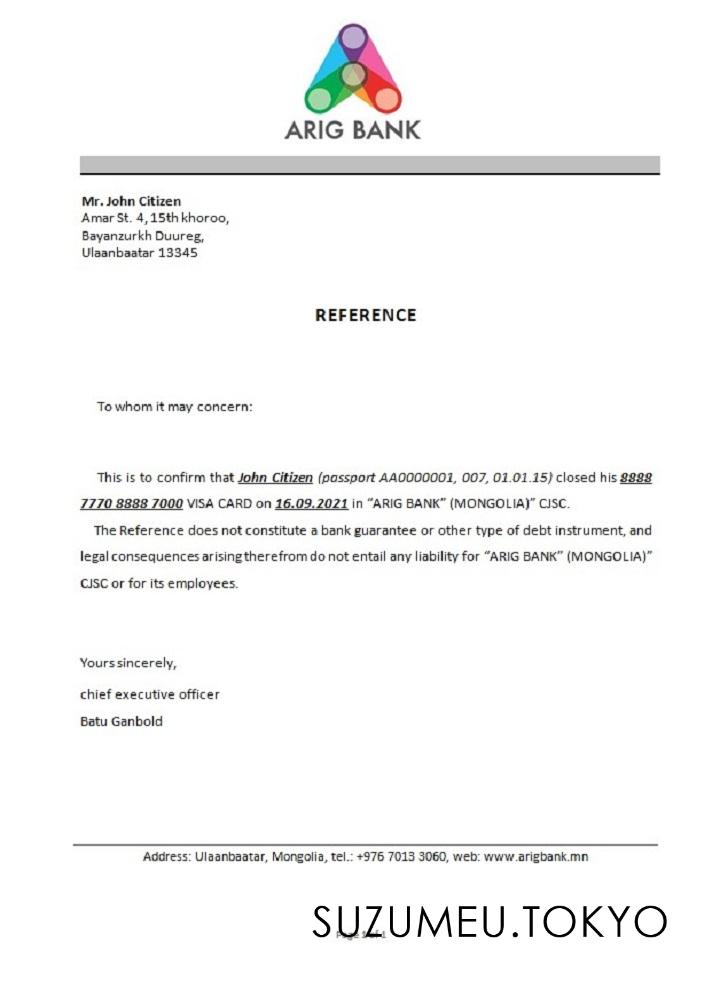 ARIG BANK
Mr. John Citizen
Amar St. 4, 15th khoroo,
Bayanzurkh Duureg,
Ulaanbaatar 13345
REFERENCE
To whom it may concern:
This is to confirm that John Citizen (passport AA0000001, 007, 01.01.15) closed his 8888
7770 8888 7000 VISA CARD on 16.09.2021 in “ARIG BANK” (MONGOLIA)” CJSC.
The Reference does not constitute a bank guarantee or other type of debt instrument, and
legal consequences arising therefrom do not entail any liability for “ARIG BANK” (MONGOLIA)”
CJSC or for its employees.
Yours sincerely,
chief executive officer
Batu Ganbold
Address: Ulaanbaatar, Mongolia, tel.: +976 7013 3060, web: www.arigbank.mn
SUZUMEU.TOKYO
Page 1 of 1